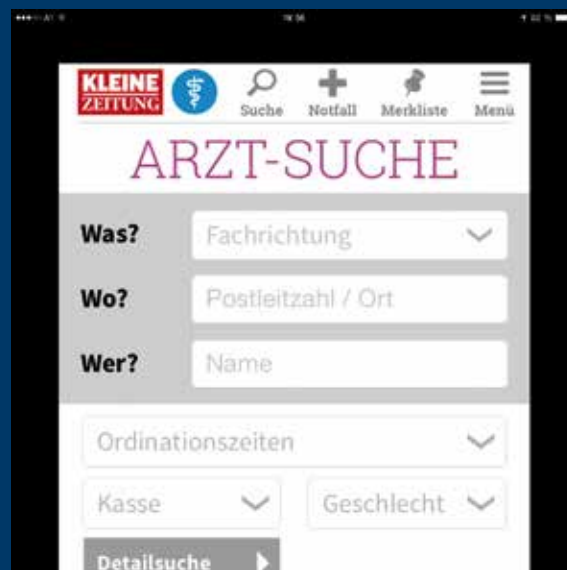 KLEINE
ZEITUNG
Suche Notfall Merkliste Menü
ARZT-SUCHE
Was? Fachrichtung
Wo? Postleitzahl / Ort
Wer? Name
Ordinationszeiten
Kasse Geschlecht
Detailsuche